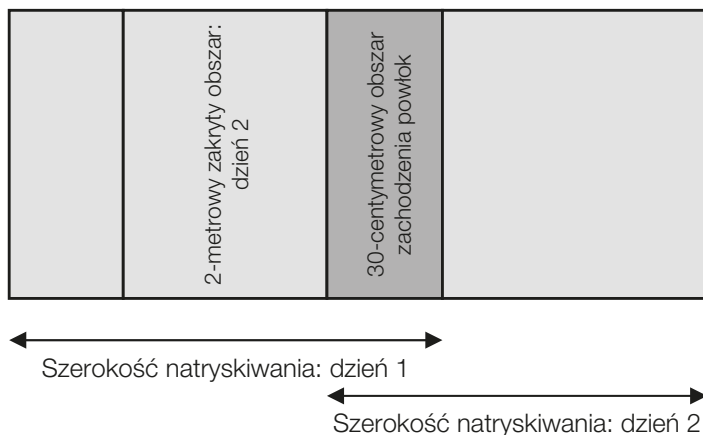 2-metrowy zakryty obszar:
dzień 2
30-centymetrowy obszar
zachodzenia powłok
Szerokość natryskiwania: dzień 1
Szerokość natryskiwania: dzień 2